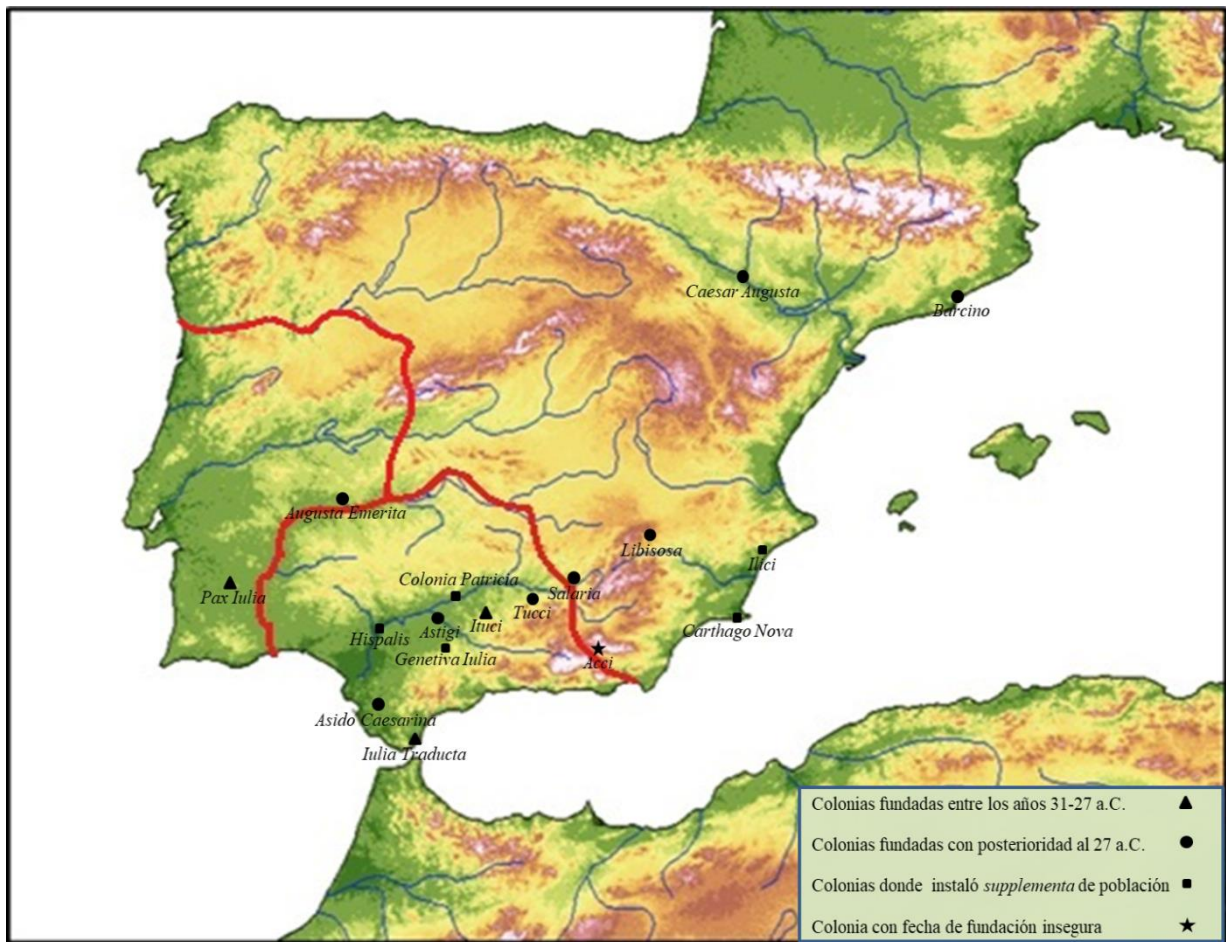 Caesar Augusta
Barcino
Augusta Emerita
Libisosa
Ilici
Colonia Patricia
Salaria
Pax Iulia
Tucci
Ituci
Astigi
Hispalis
Carthago Nova
Genetiva Iulia
Acci
Asido Caesarina
Iulia Traducta
Colonias fundadas entre los años 31-27 a.C.
Colonias fundadas con posterioridad al 27 a.C.
Colonias donde instaló supplementa de población
Colonia con fecha de fundación insegura